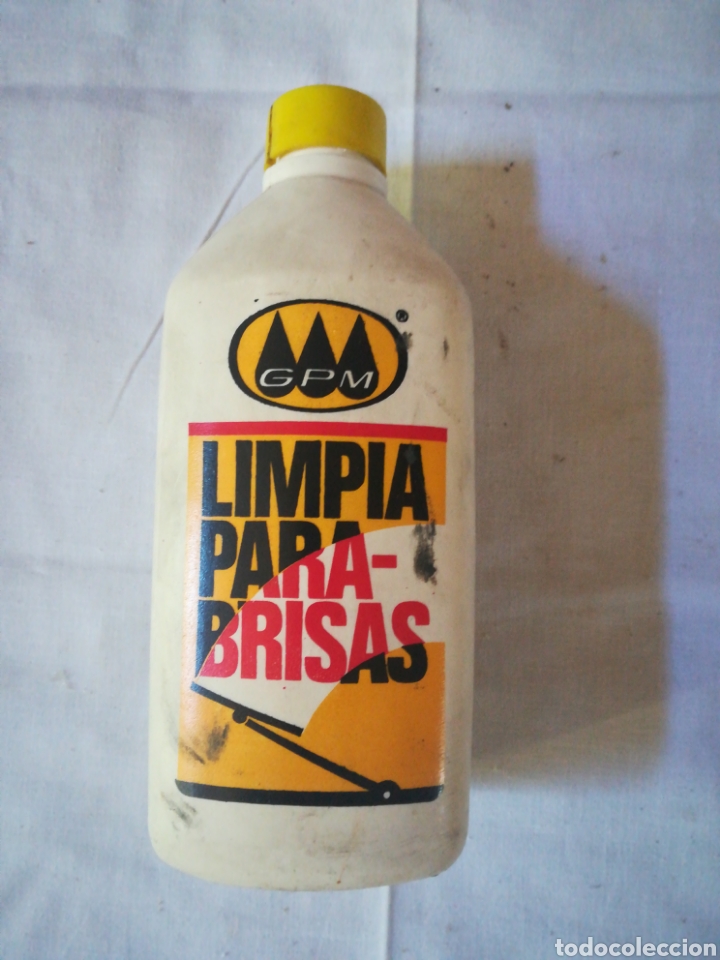 ®
GPM
LIMPIA
PARA-
BRISAS
todocoleccion